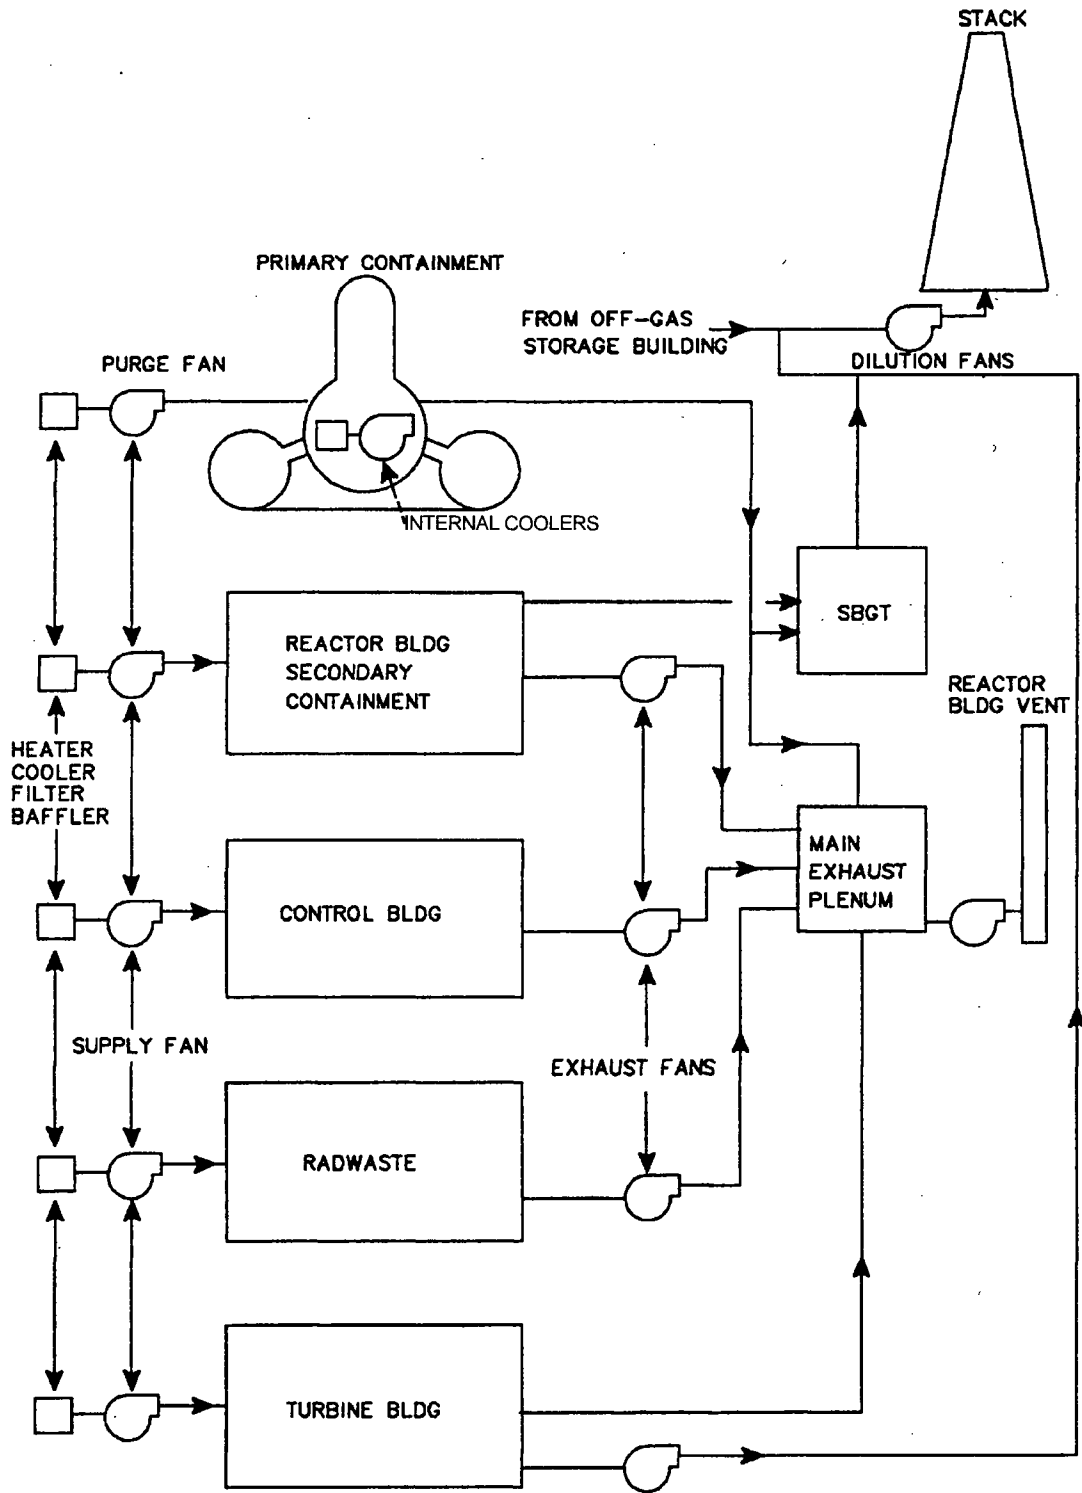 STACK
PRIMARY CONTAINMENT
FROM OFF-GAS
STORAGE BUILDING
DILUTION FANS
PURGE FAN
INTERNAL COOLERS
REACTOR BLDG
SECONDARY
CONTAINMENT
SBGT
REACTOR
BLDG VENT
HEATER
COOLER
FILTER
BAFFLER
MAIN
EXHAUST
PLENUM
CONTROL BLDG
SUPPLY FAN
EXHAUST FANS
RADWASTE
TURBINE BLDG